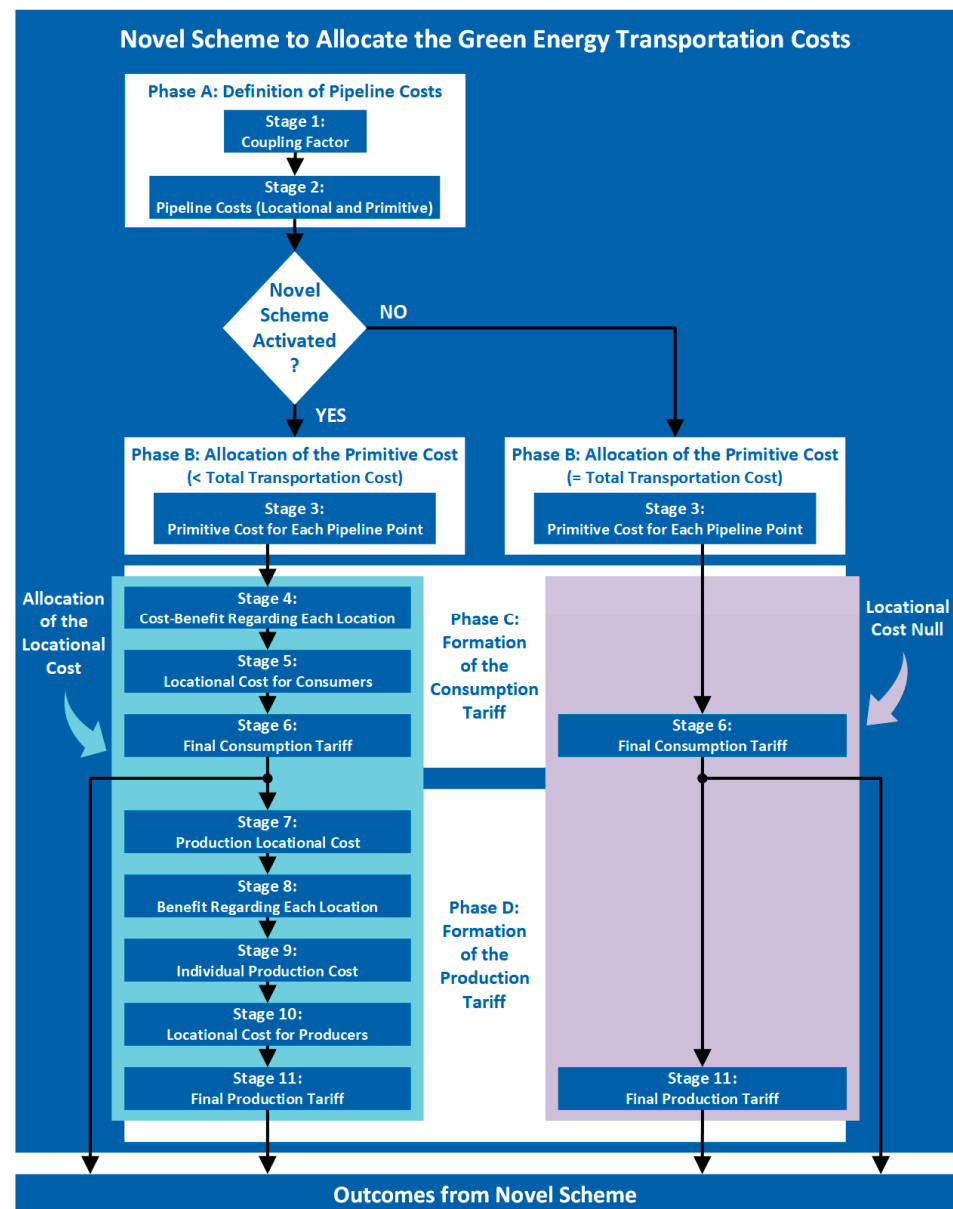 Novel Scheme to Allocate the Green Energy Transportation Costs
Phase A: Definition of Pipeline Costs
Stage 1:
Coupling Factor
Stage 2:
Pipeline Costs (Locational and Primitive)
Novel
Scheme
Activated
?
NO
YES
Phase B: Allocation of the Primitive Cost
(< Total Transportation Cost)
Stage 3:
Primitive Cost for Each Pipeline Point
Phase B: Allocation of the Primitive Cost
(= Total Transportation Cost)
Stage 3:
Primitive Cost for Each Pipeline Point
Allocation
of the
Locational
Cost
Stage 4:
Cost-Benefit Regarding Each Location
Stage 5:
Locational Cost for Consumers
Stage 6:
Final Consumption Tariff
Phase C:
Formation
of the
Consumption
Tariff
Stage 6:
Final Consumption Tariff
Locational
Cost Null
Stage 7:
Production Locational Cost
Stage 8:
Benefit Regarding Each Location
Stage 9:
Individual Production Cost
Stage 10:
Locational Cost for Producers
Stage 11:
Final Production Tariff
Phase D:
Formation
of the
Production
Tariff
Stage 11:
Final Production Tariff
Outcomes from Novel Scheme